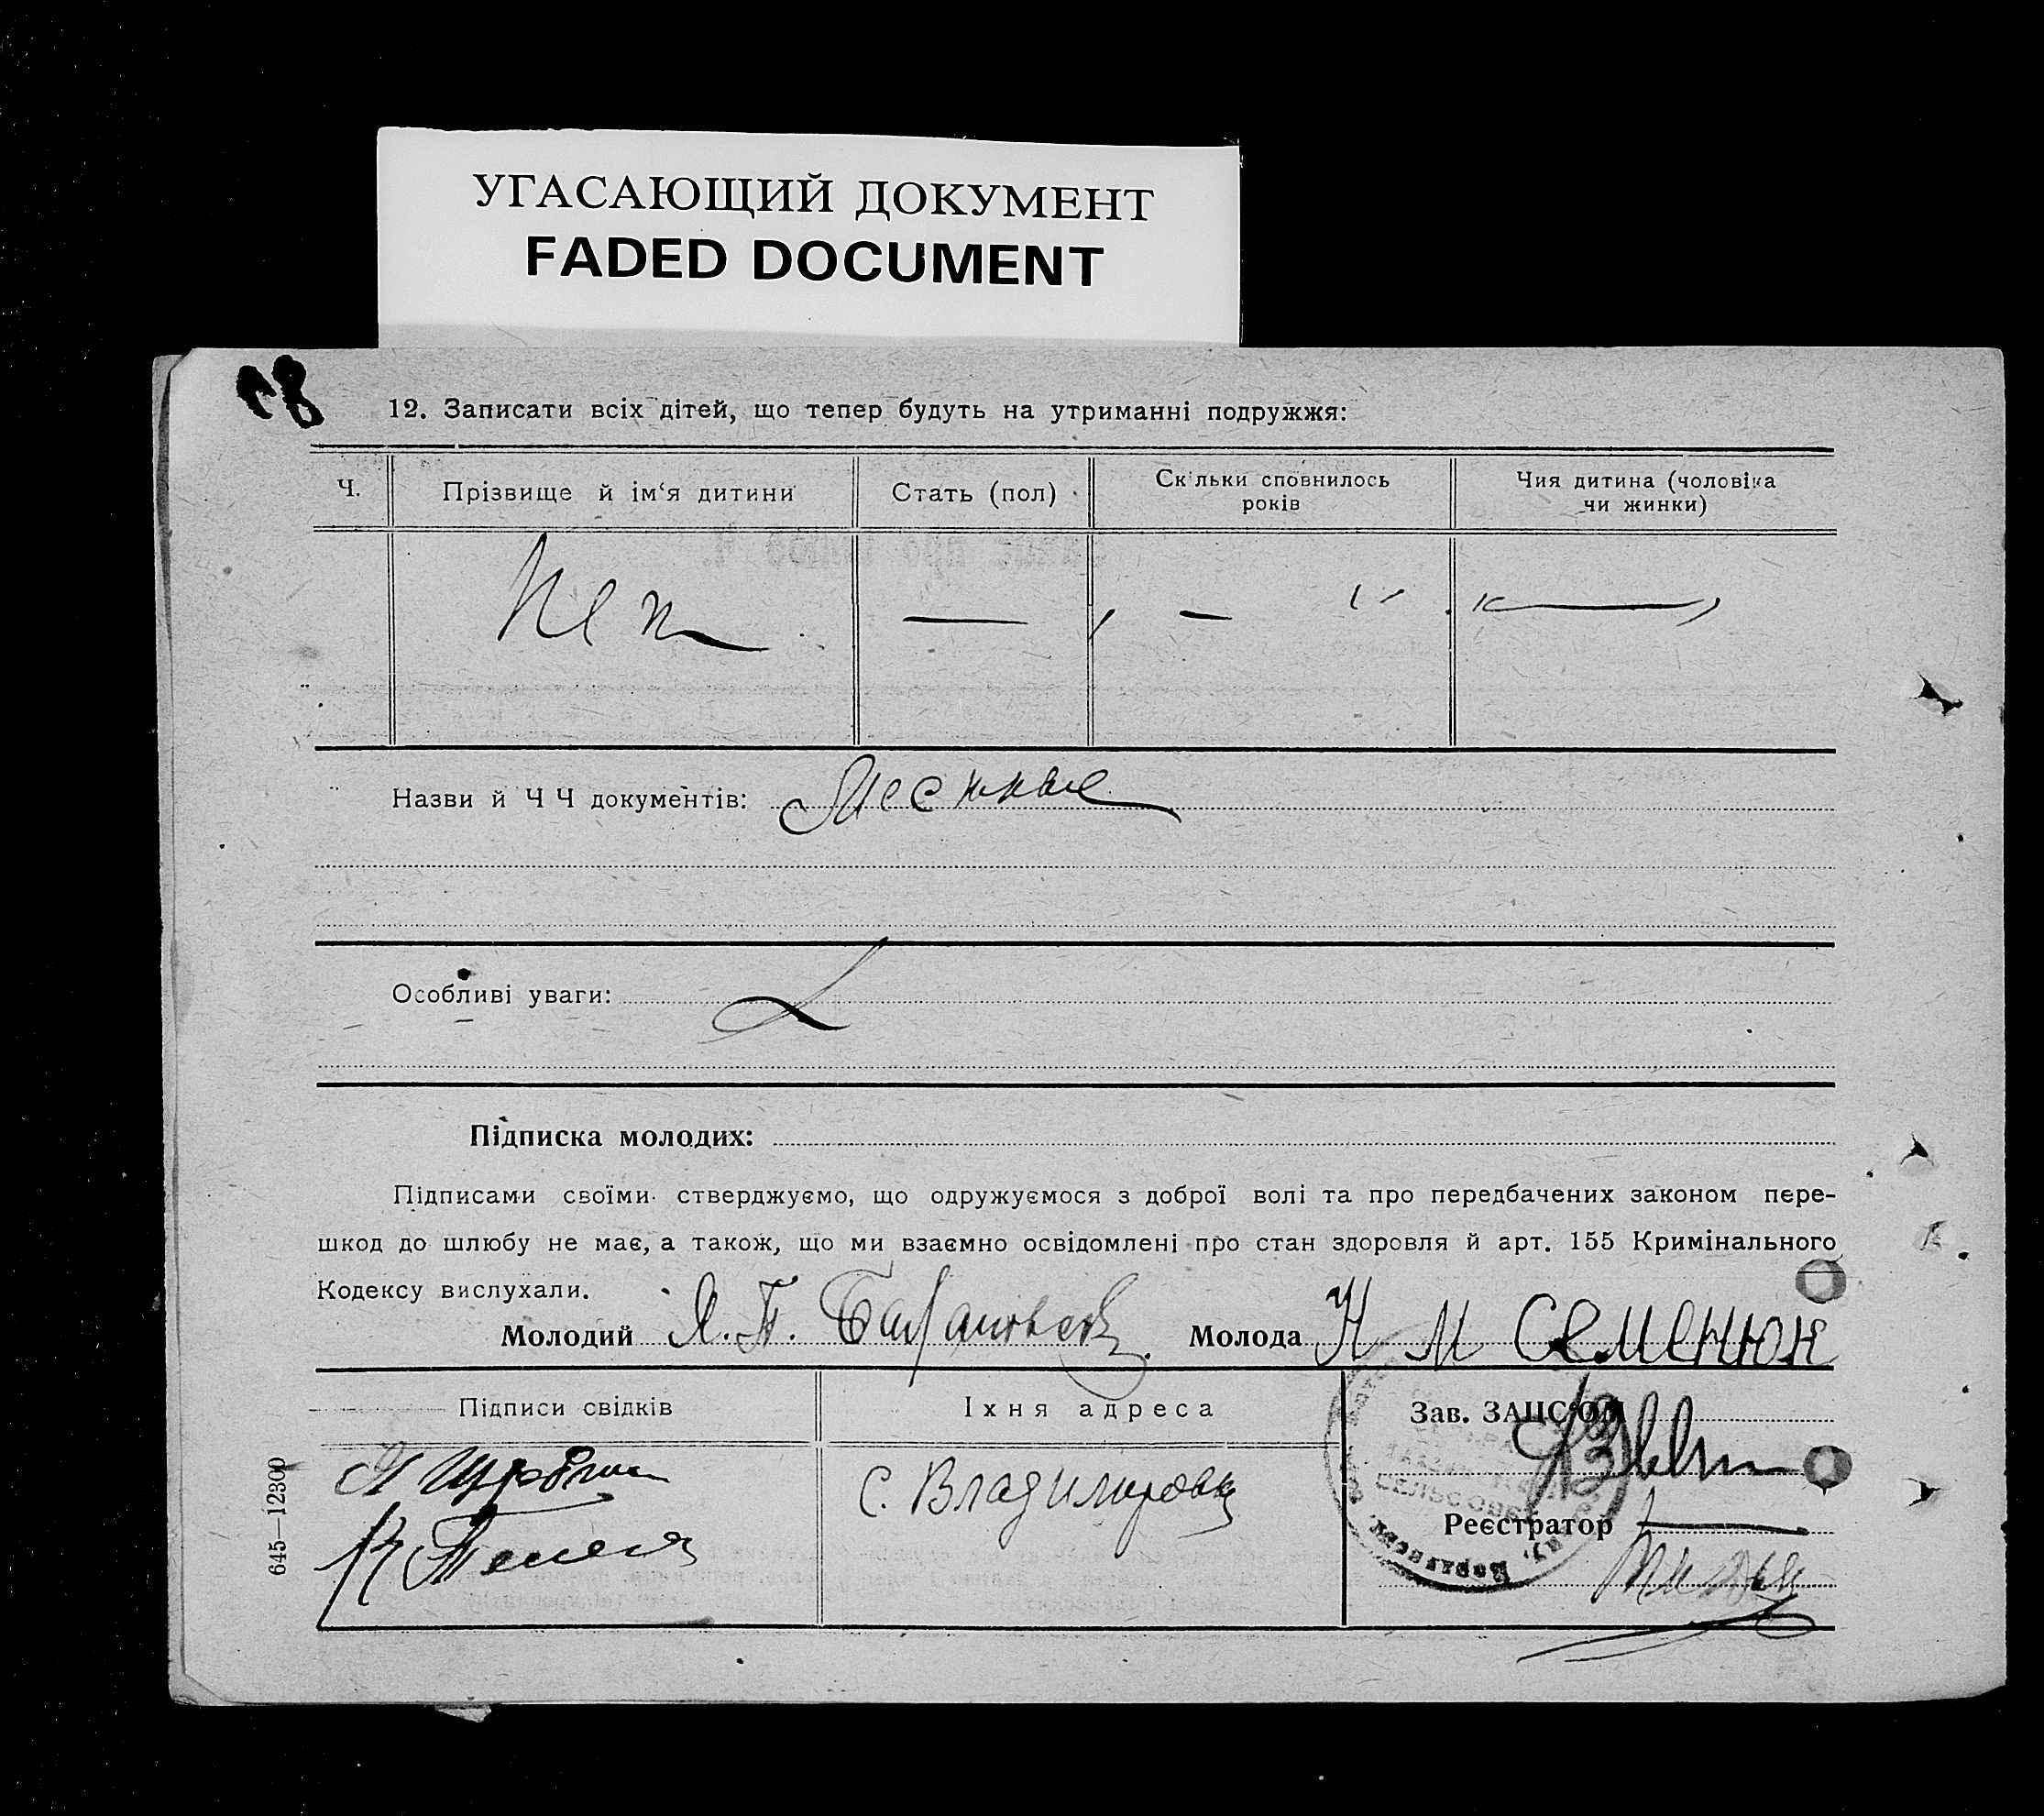 УГАСАЮЩИЙ ДОКУМЕНТ
FADED DOCUMENT
12. Записати всіх дітей, що тепер будуть на утриманні подружжя:
Ч.
Прізвище й ім‘я дитини
Стать (пол)
Скільки сповнилось
років
Чия дитина (чоловіка
чи жинки)
Назви й Ч Ч документів:
Особливі уваги:
Підписка молодих:
Підписами своїми стверджуємо, що одружуємося з доброї волі та про передбачених законом пере-
шкод до шлюбу не має, а також, що ми взаємно освідомлені про стан здоровля й арт. 155 Кримінального
Кодексу вислухали.
Молодий Я. П.
Молода Н М Семенюк
Підписи свідків
Їхня адреса
с. Владимировка
Зав. ЗАПС'ОМ
Реєстратор
645—12300